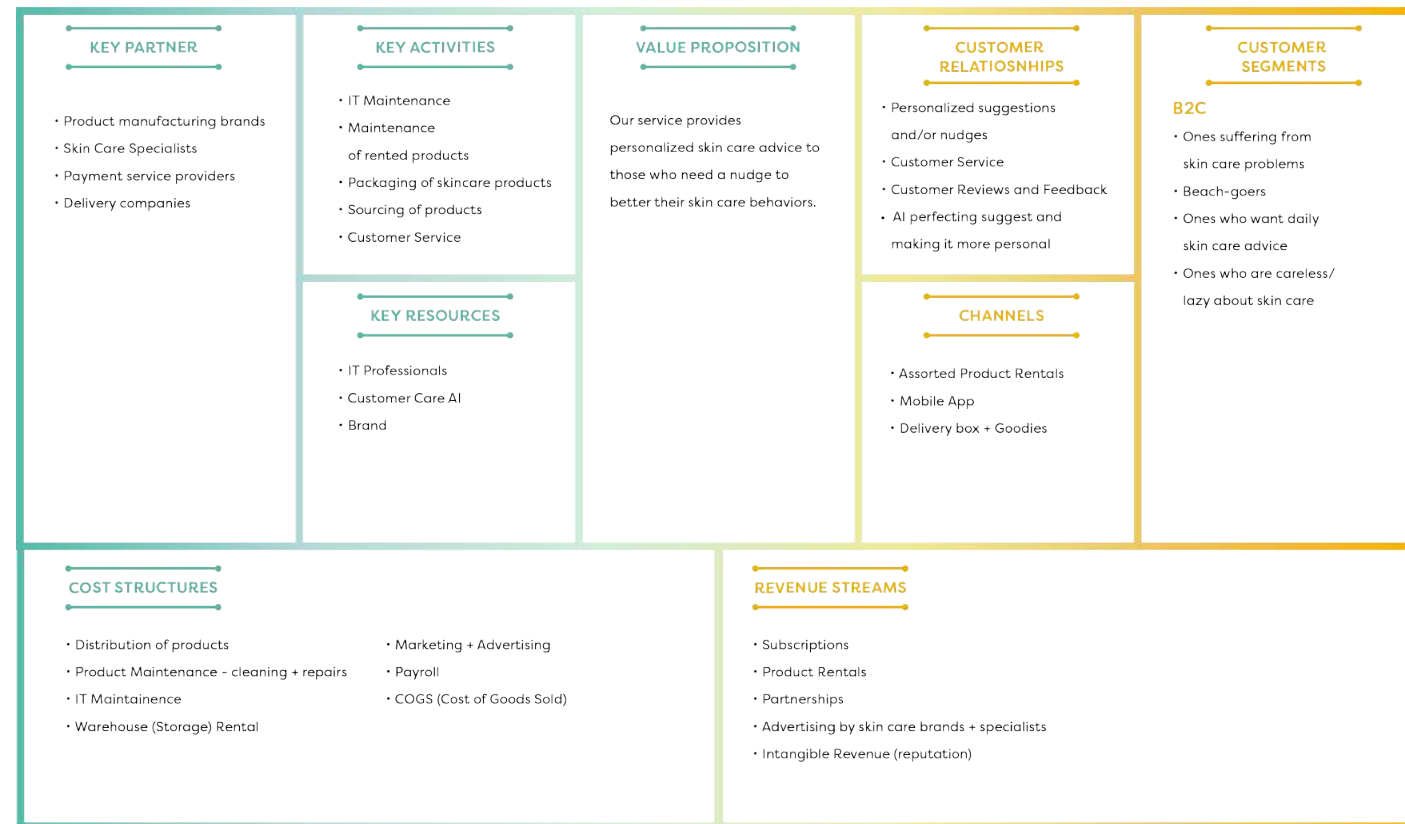 KEY PARTNER
• Product manufacturing brands
• Skin Care Specialists
• Payment service providers
• Delivery companies
KEY ACTIVITIES
• IT Maintenance
• Maintenance
of rented products
• Packaging of skincare products
• Sourcing of products
• Customer Service
KEY RESOURCES
• IT Professionals
• Customer Care AI
• Brand
VALUE PROPOSITION
Our service provides
personalized skin care advice to
those who need a nudge to
better their skin care behaviors.
CUSTOMER
RELATIOSNHIPS
• Personalized suggestions
and/or nudges
• Customer Service
• Customer Reviews and Feedback
• AI perfecting suggest and
making it more personal
CHANNELS
• Assorted Product Rentals
• Mobile App
• Delivery box + Goodies
CUSTOMER
SEGMENTS
B2C
• Ones suffering from
skin care problems
• Beach-goers
• Ones who want daily
skin care advice
• Ones who are careless/
lazy about skin care
COST STRUCTURES
• Distribution of products
• Product Maintenance - cleaning + repairs
• IT Maintainence
• Warehouse (Storage) Rental
• Marketing + Advertising
• Payroll
• COGS (Cost of Goods Sold)
REVENUE STREAMS
• Subscriptions
• Product Rentals
• Partnerships
• Advertising by skin care brands + specialists
• Intangible Revenue (reputation)